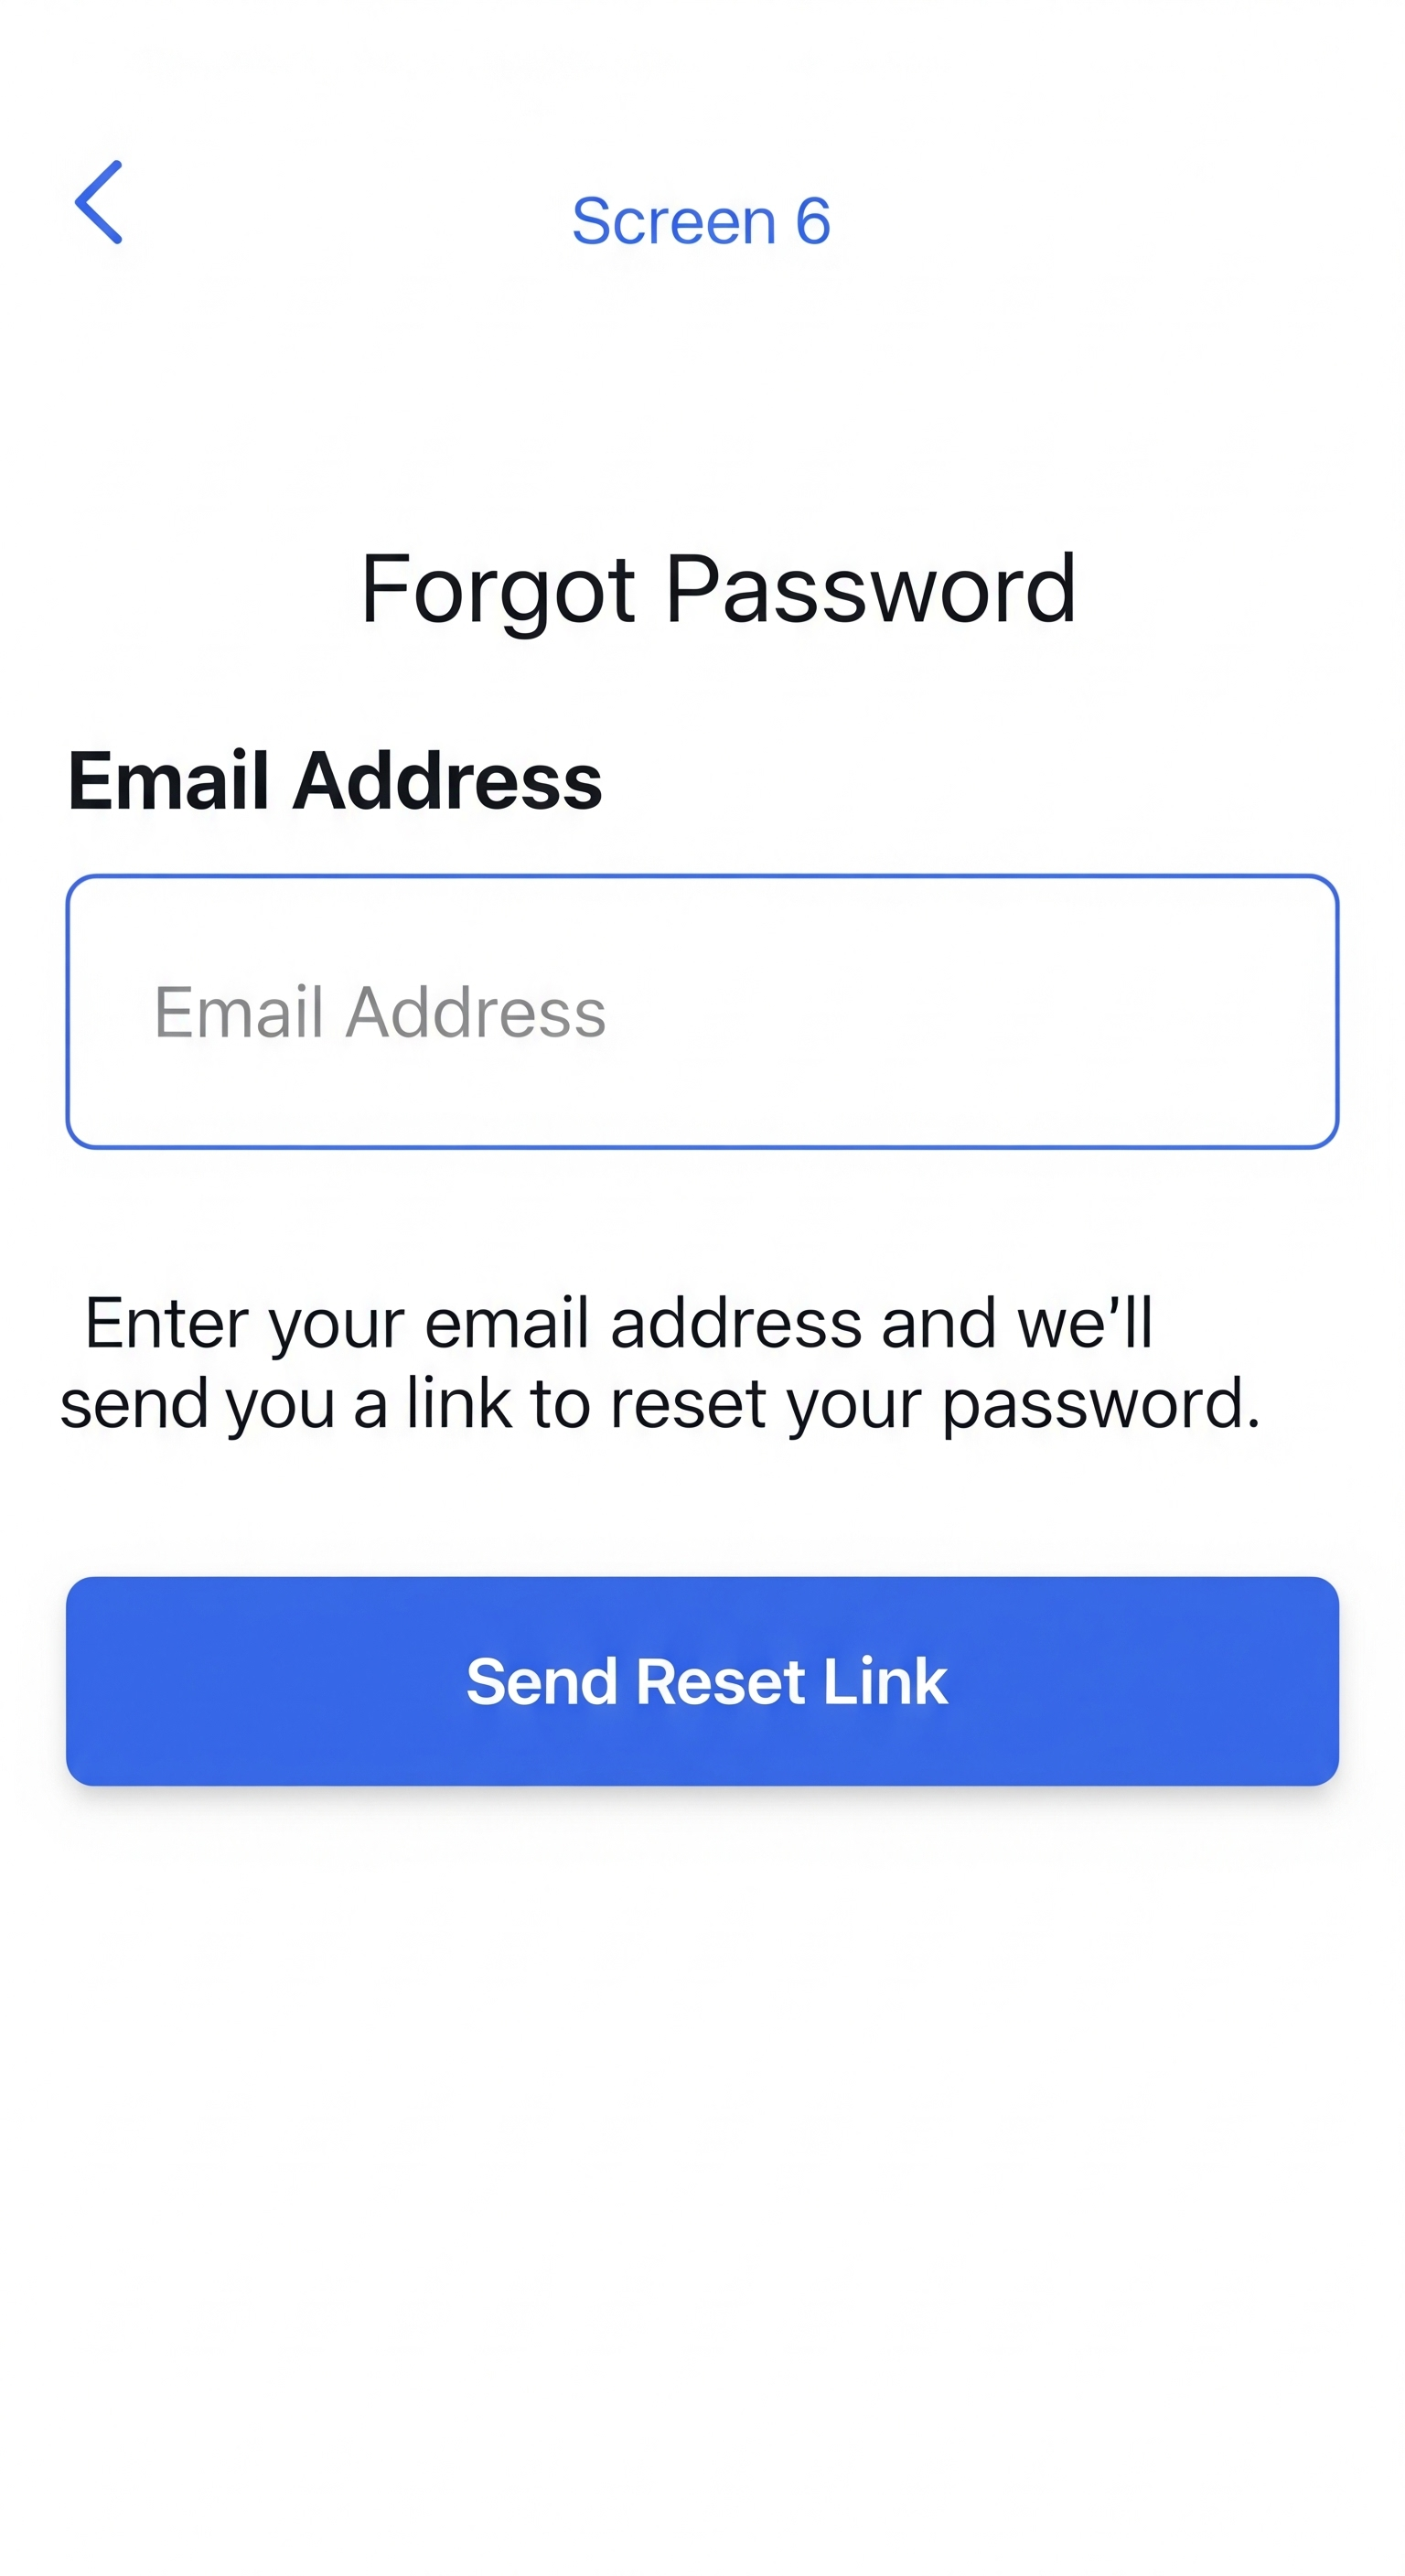 Screen 6
Forgot Password
Email Address
Email Address
Enter your email address and we’ll
send you a link to reset your password.
Send Reset Link